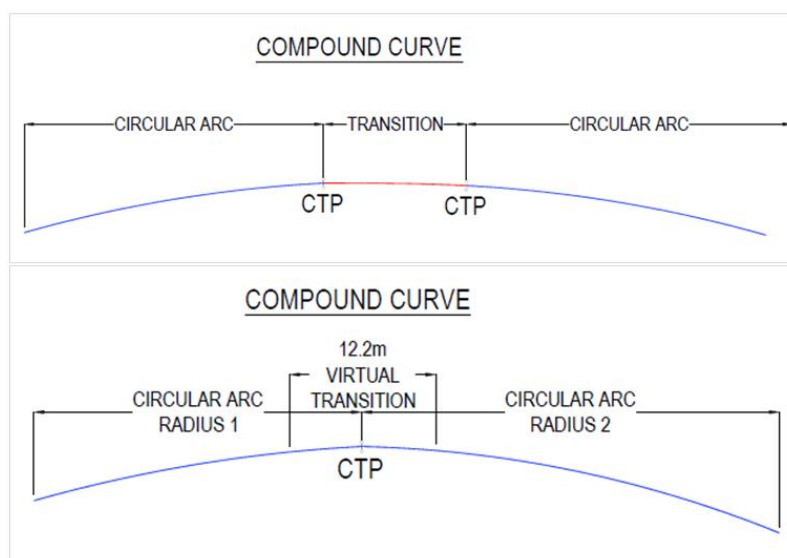 COMPOUND CURVE
CIRCULAR ARC TRANSITION CIRCULAR ARC
CTP CTP
COMPOUND CURVE
12.2m
VIRTUAL
TRANSITION
CIRCULAR ARC
RADIUS 1
CIRCULAR ARC
RADIUS 2
CTP